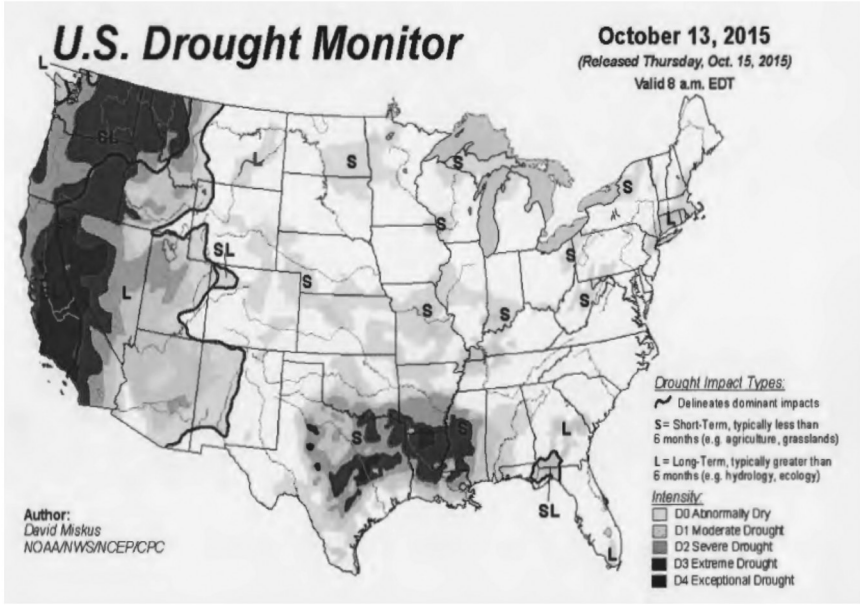 U.S. Drought Monitor
October 13, 2015
(Released Thursday, Oct. 15, 2015)
Valid 8 a.m. EDT
L
SL
L
S
S
S
L
S
SL
S
S
L
S
S
S
S
S
S
L
SL
L
Drought Impact Types:
Delineates dominant impacts
S = Short-Term, typically less than
6 months (e.g. agriculture, grasslands)
L = Long-Term, typically greater than
6 months (e.g. hydrology, ecology)
Intensity:
D0 Abnormally Dry
D1 Moderate Drought
D2 Severe Drought
D3 Extreme Drought
D4 Exceptional Drought
Author:
David Miskus
NOAA/NWS/NCEP/CPC